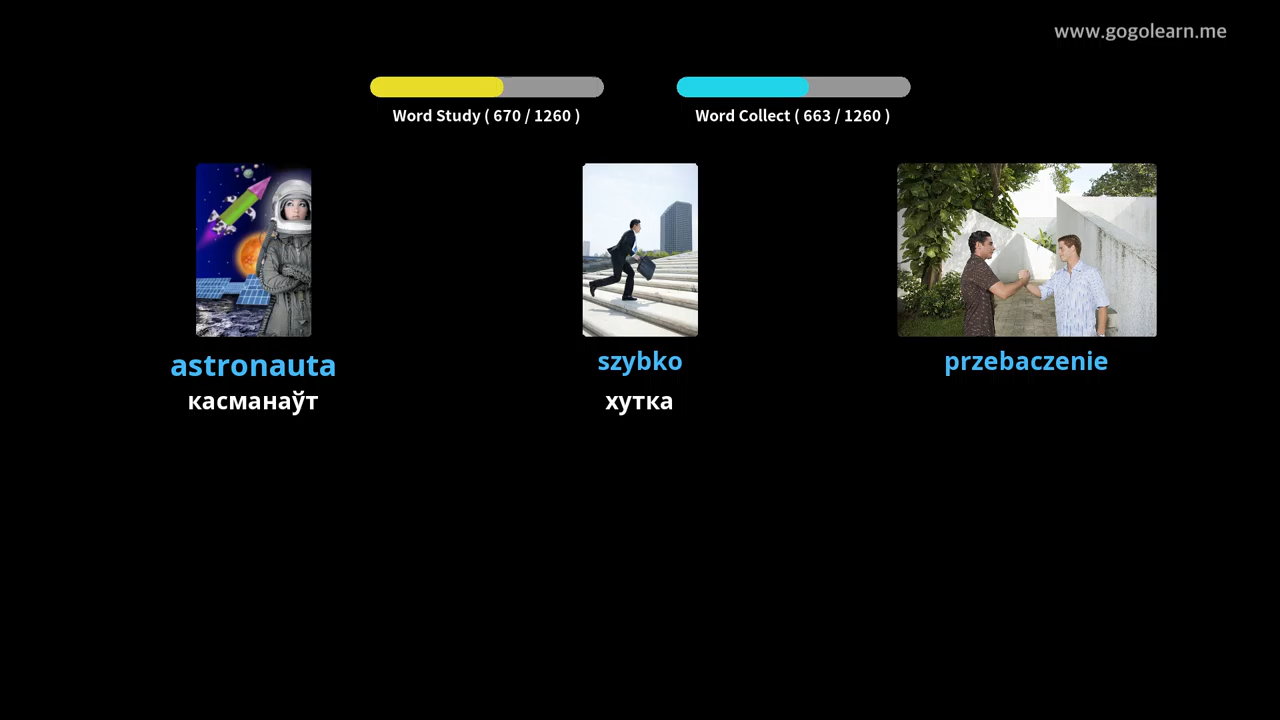 www.gogolearn.me
Word Study ( 670 / 1260 )
Word Collect ( 663 / 1260 )
astronauta
szybko
przebaczenie
касманаўт
хутка